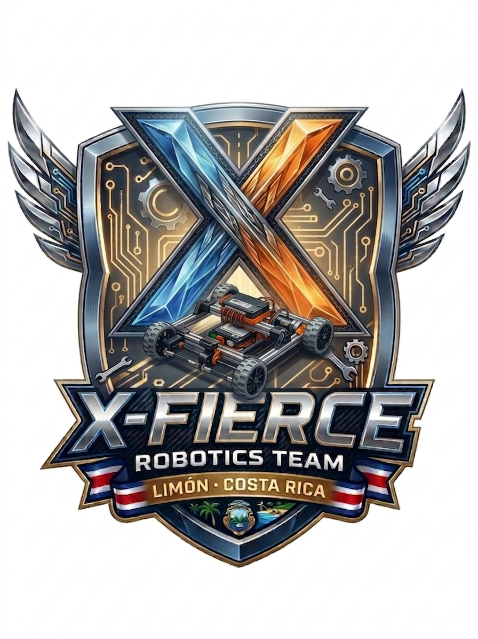 X
X-FIERCE
ROBOTICS TEAM
LIMÓN · COSTA RICA